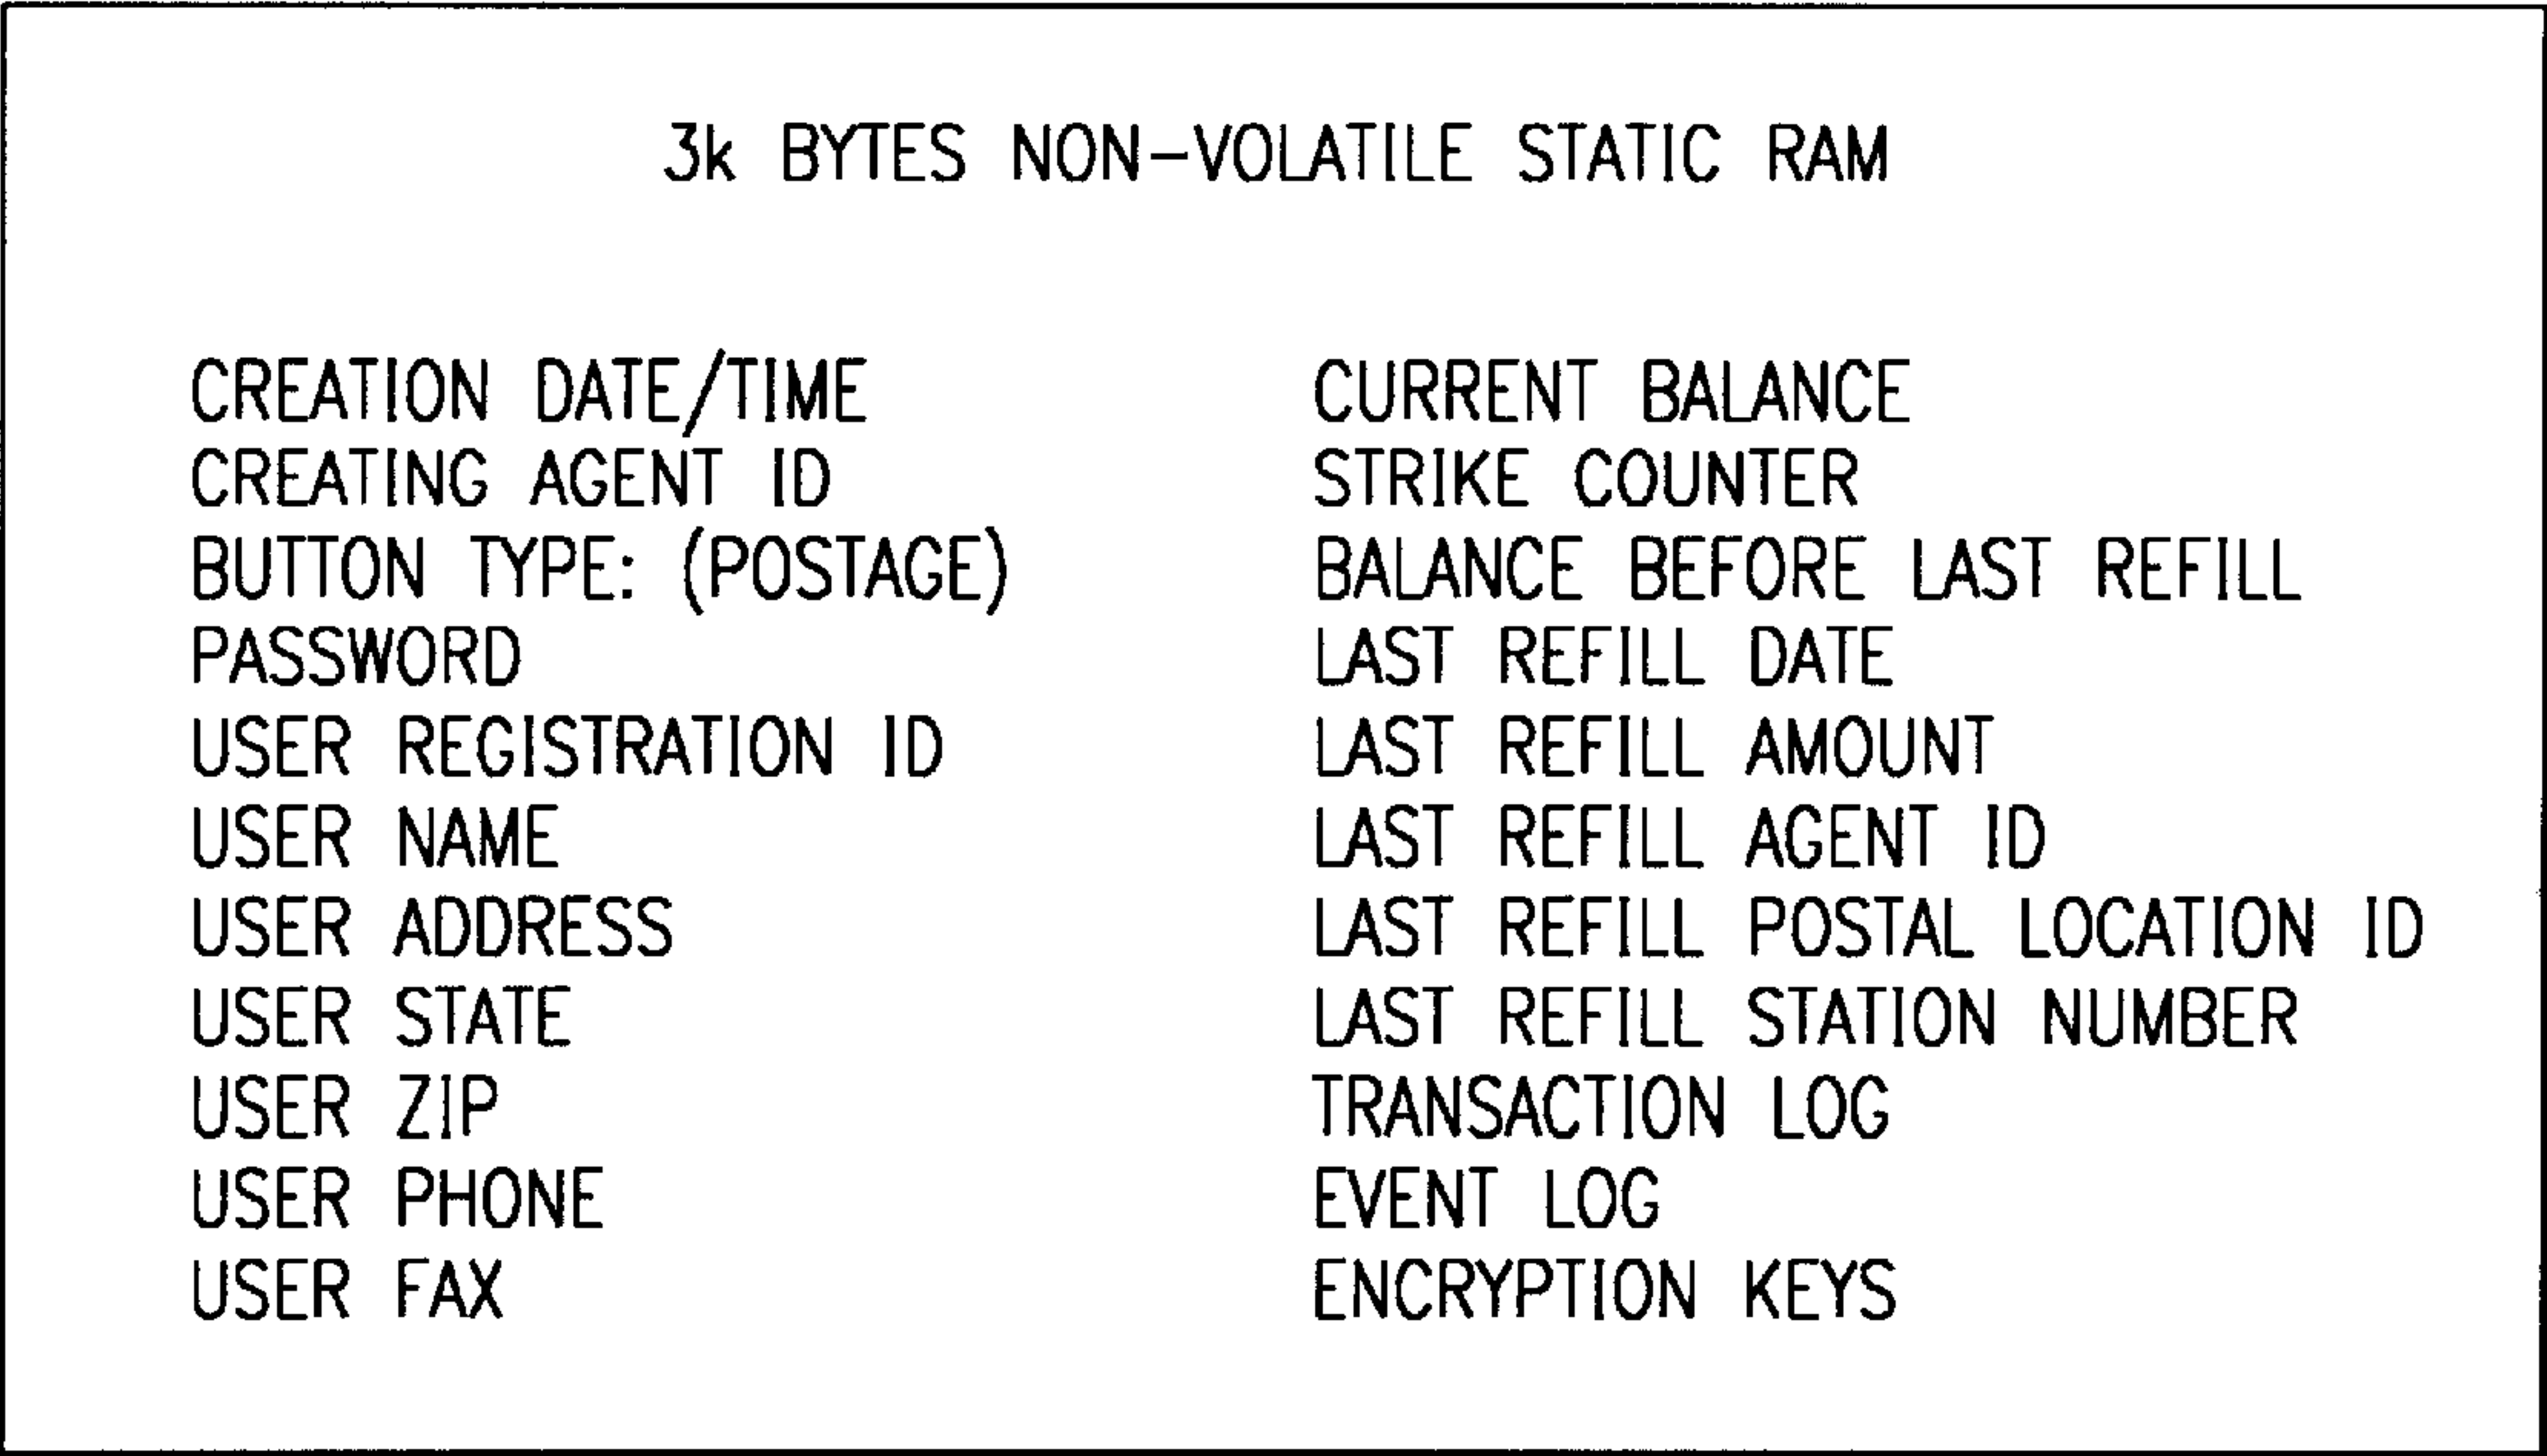 3k BYTES NON-VOLATILE STATIC RAM
CREATION DATE/TIME
CREATING AGENT ID
BUTTON TYPE: (POSTAGE)
PASSWORD
USER REGISTRATION ID
USER NAME
USER ADDRESS
USER STATE
USER ZIP
USER PHONE
USER FAX
CURRENT BALANCE
STRIKE COUNTER
BALANCE BEFORE LAST REFILL
LAST REFILL DATE
LAST REFILL AMOUNT
LAST REFILL AGENT ID
LAST REFILL POSTAL LOCATION ID
LAST REFILL STATION NUMBER
TRANSACTION LOG
EVENT LOG
ENCRYPTION KEYS